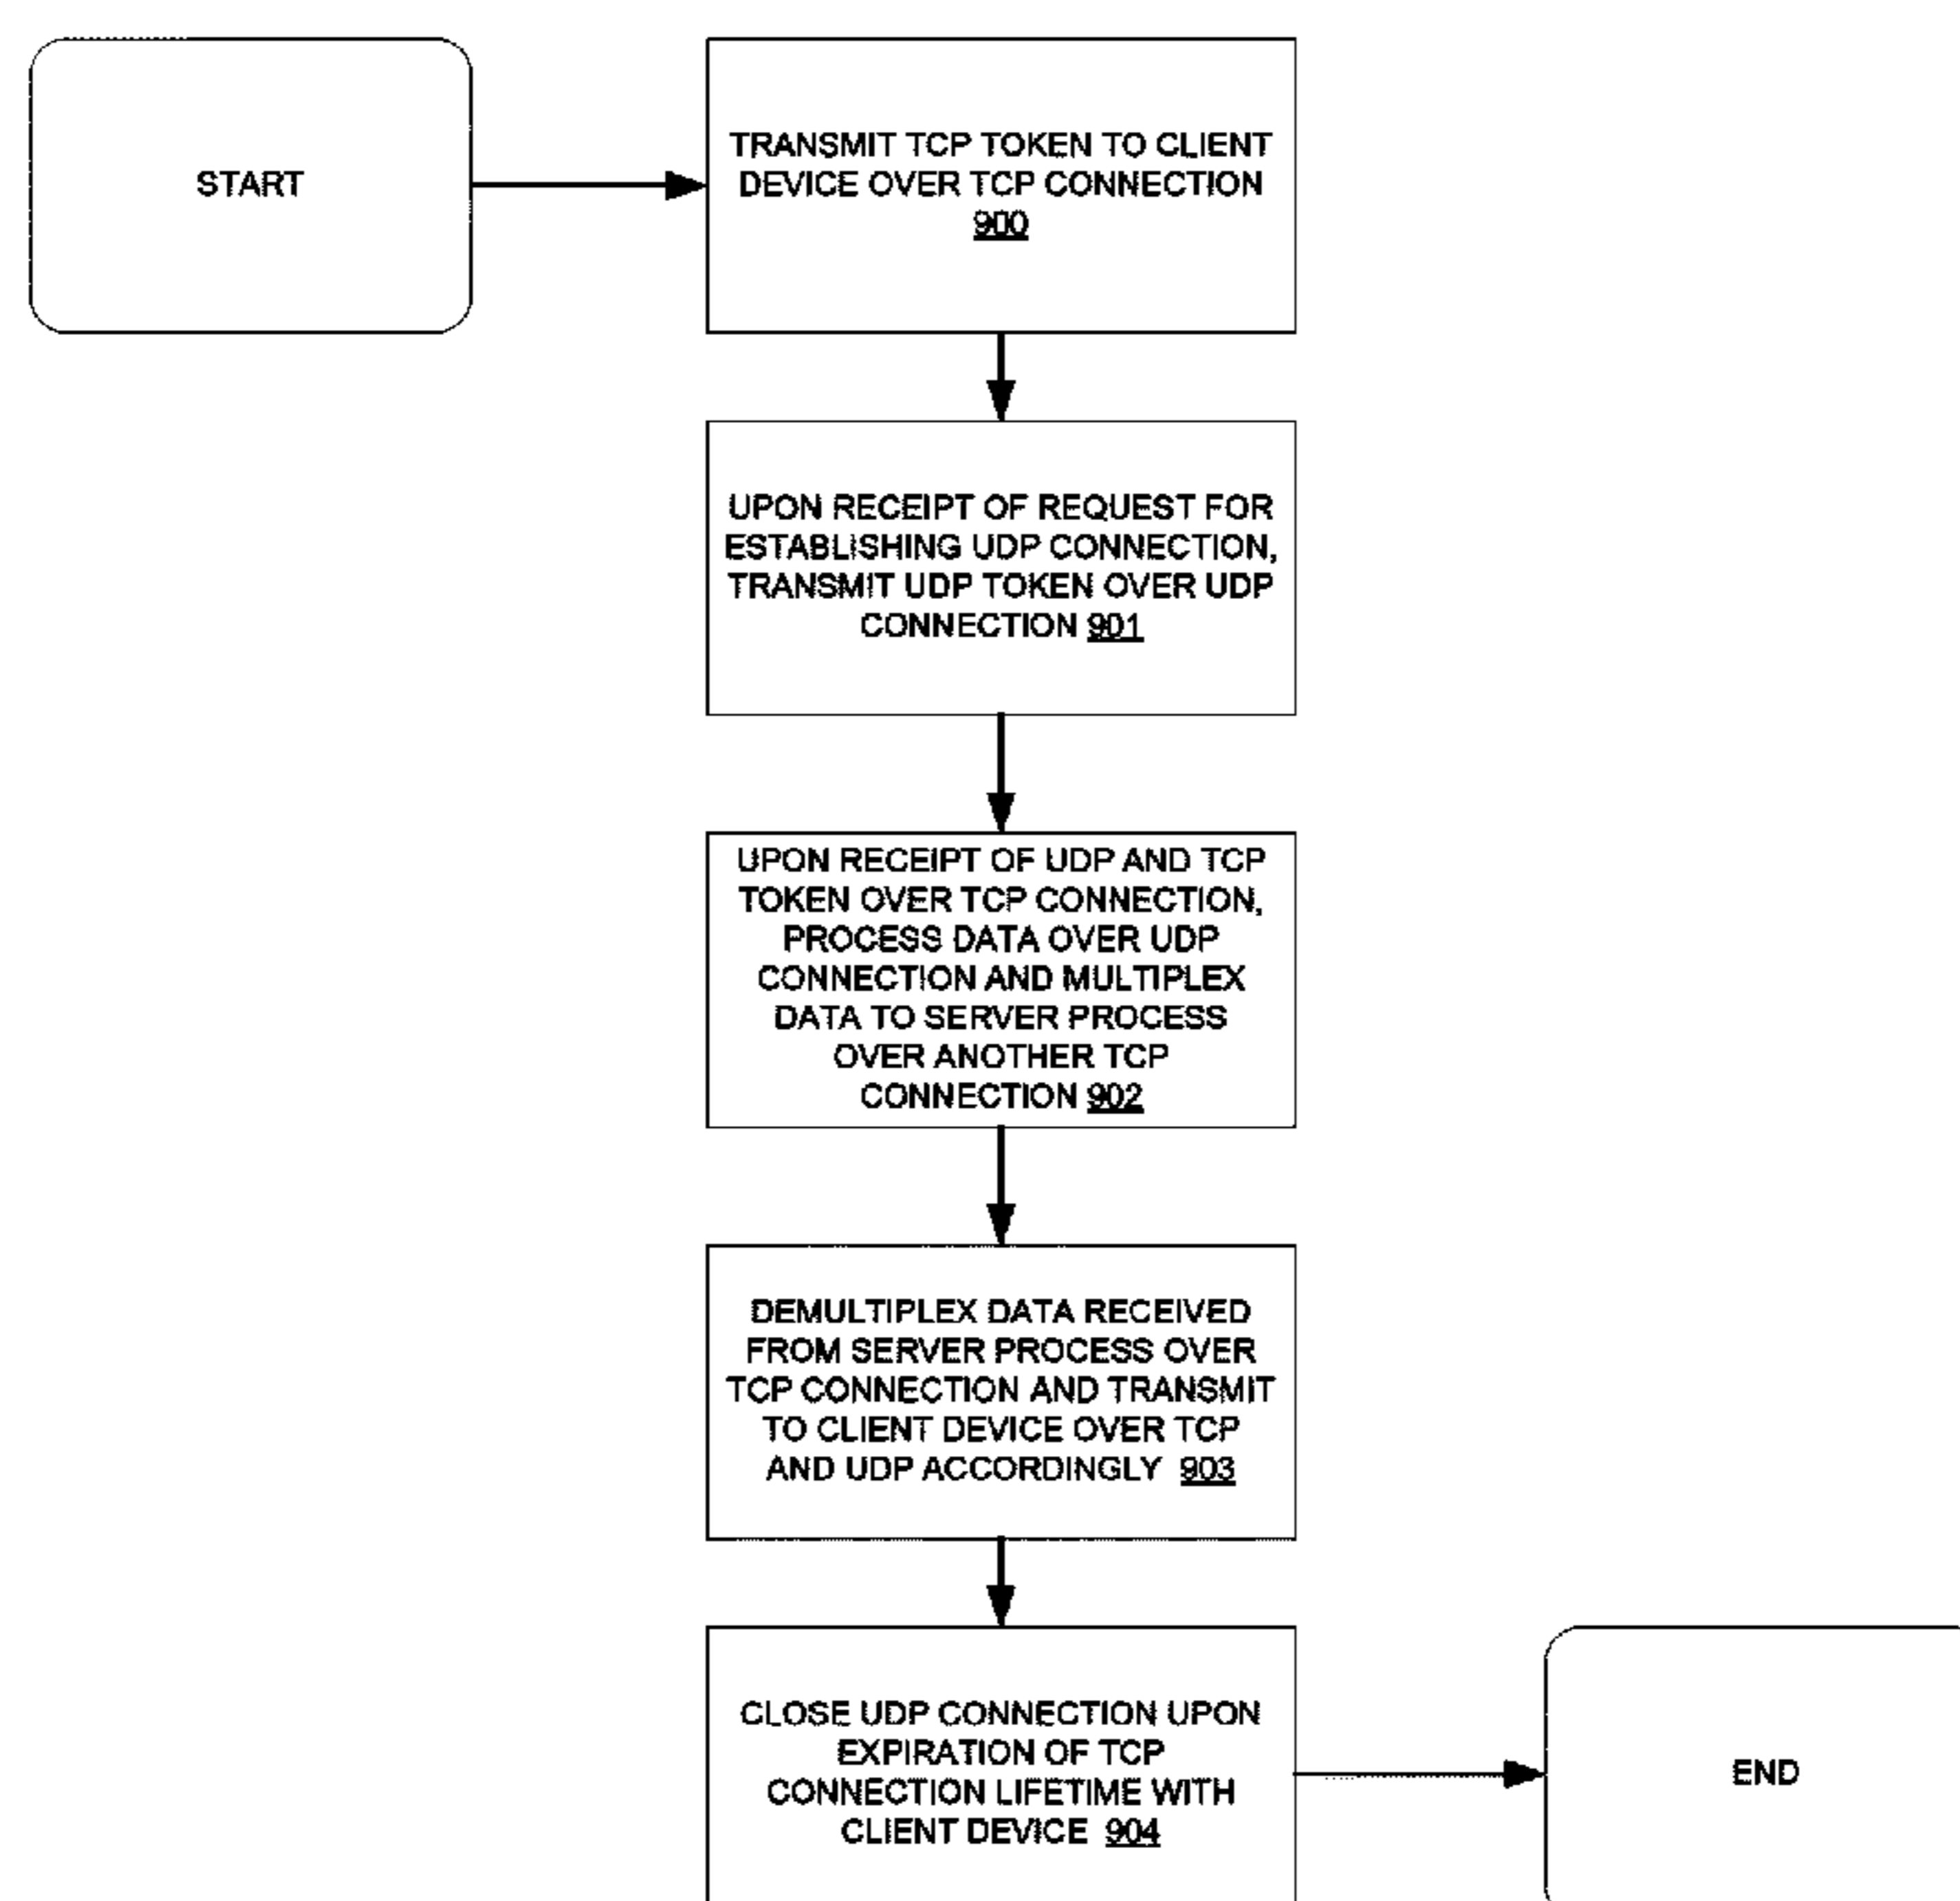 START
TRANSMIT TCP TOKEN TO CLIENT
DEVICE OVER TCP CONNECTION
900
UPON RECEIPT OF REQUEST FOR
ESTABLISHING UDP CONNECTION,
TRANSMIT UDP TOKEN OVER UDP
CONNECTION 901
UPON RECEIPT OF UDP AND TCP
TOKEN OVER TCP CONNECTION,
PROCESS DATA OVER UDP
CONNECTION AND MULTIPLEX
DATA TO SERVER PROCESS
OVER ANOTHER TCP
CONNECTION 902
DEMULTIPLEX DATA RECEIVED
FROM SERVER PROCESS OVER
TCP CONNECTION AND TRANSMIT
TO CLIENT DEVICE OVER TCP
AND UDP ACCORDINGLY 903
CLOSE UDP CONNECTION UPON
EXPIRATION OF TCP
CONNECTION LIFETIME WITH
CLIENT DEVICE 904
END